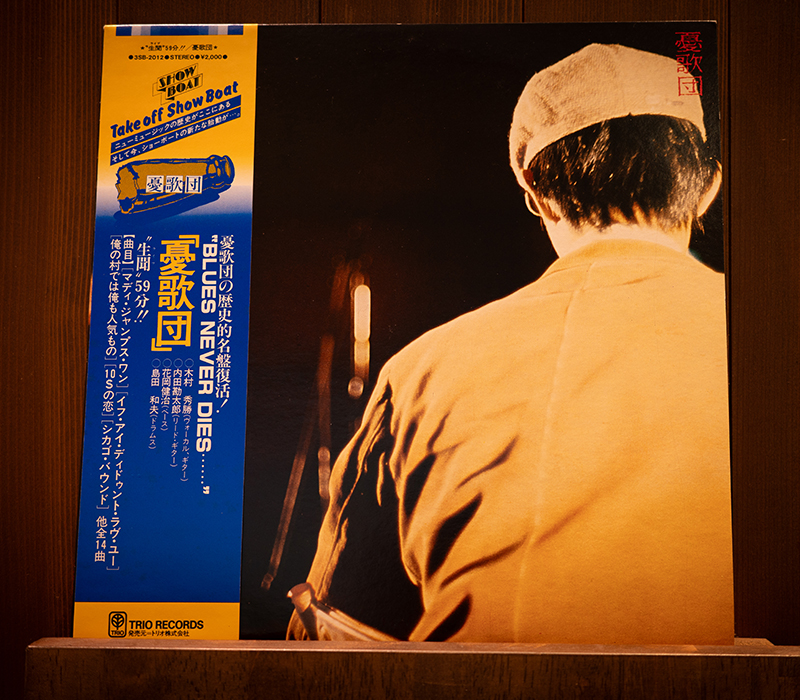 ★"生聞"59分!!／憂歌団★
ライブ
●3SB-2012●STEREO●¥2,000●
SHOW
BOAT
Take off Show Boat
ニューミュージックの歴史がここにある
そして今、ショーボートの新たな胎動が…。
憂歌団
憂歌団の歴史的名盤復活!
"BLUES NEVER DIES……"
『憂歌団』
○木村　秀勝(ヴォーカル、ギター)
○内田勘太郎(リード・ギター)
○花岡健治(ベース)
○島田　和夫(ドラムス)
"生聞"59分!!
【曲目】[マディ・ジャンプス・ワン] [イフ・アイ・ディドゥント・ラヴ・ユー]
[俺の村では俺も人気もの] [10$の恋] [シカゴ・バウンド] 他全14曲
TRIO
TRIO RECORDS
発売元=トリオ株式会社
憂
歌
団